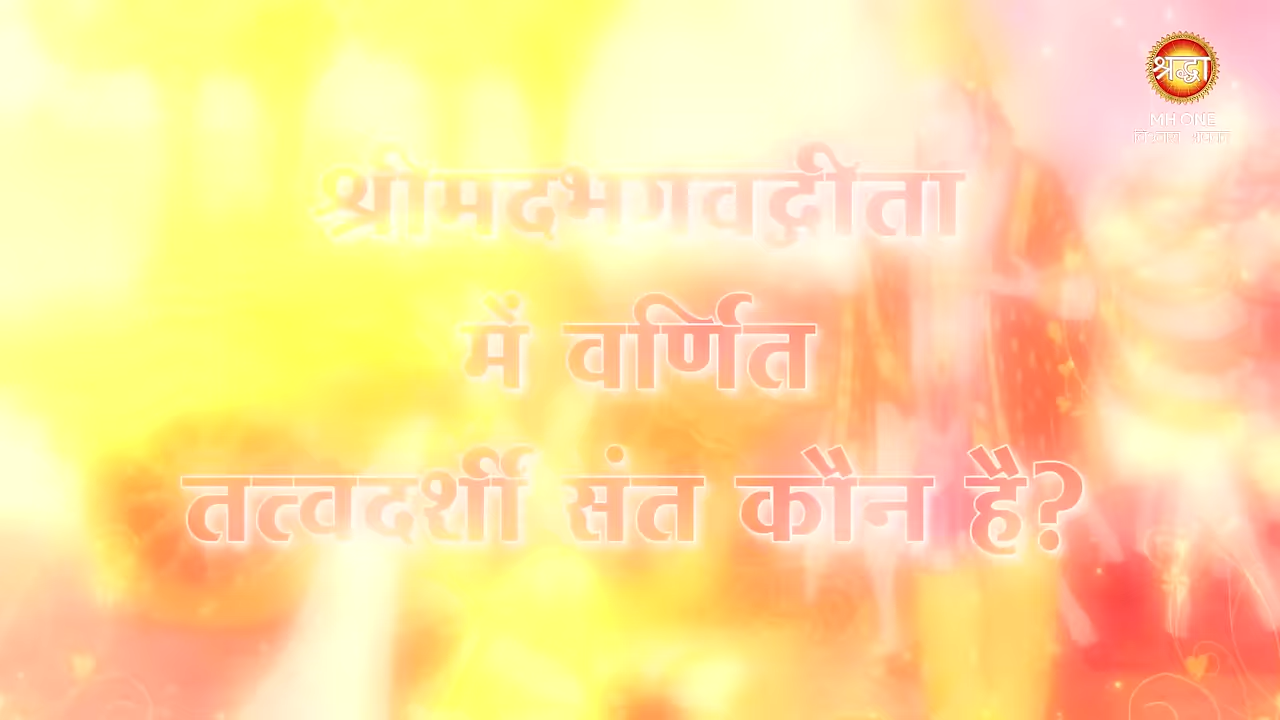 श्रद्धा
MH ONE
श्रीमदभगवद्गीता
में वर्णित
तत्वदर्शी संत कौन है?